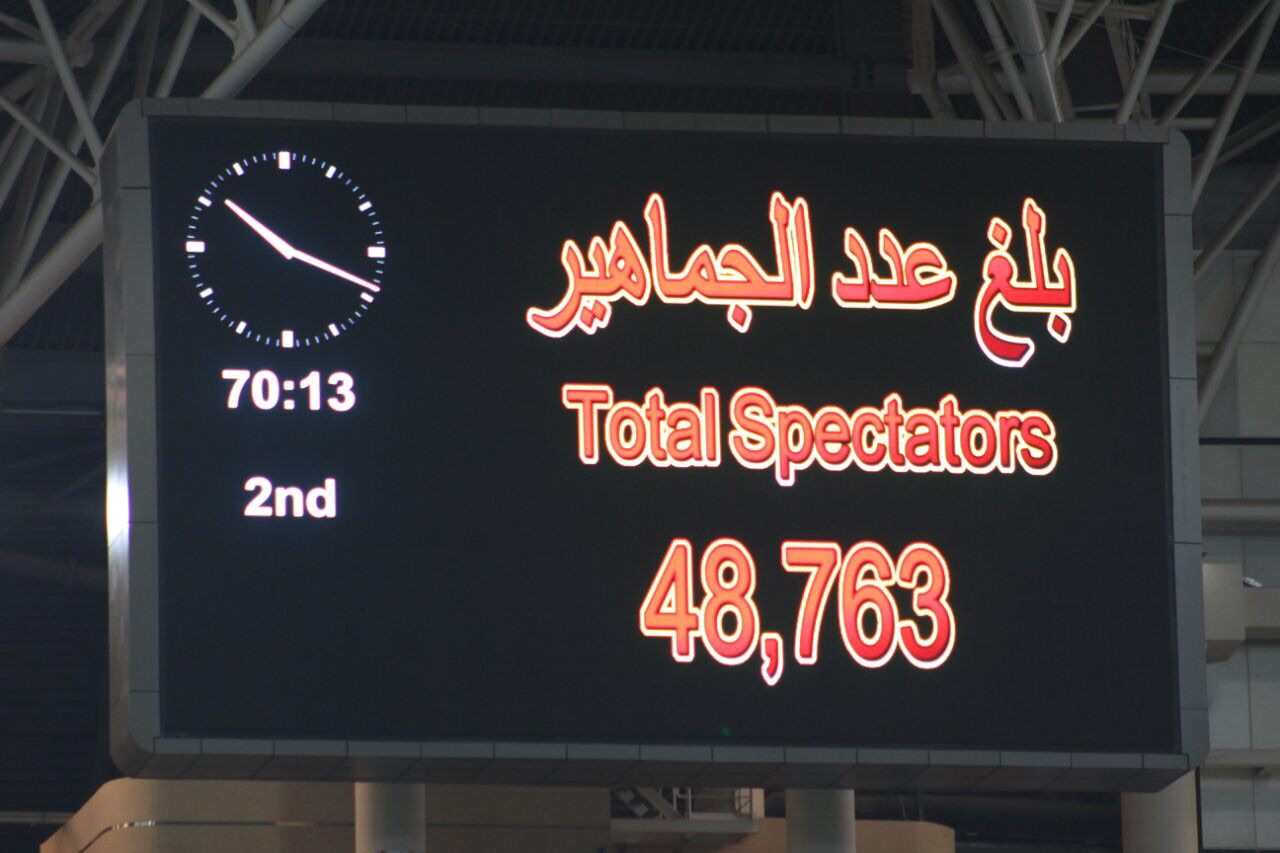 70:13
2nd
بلغ عدد الجماهير
Total Spectators
48,763